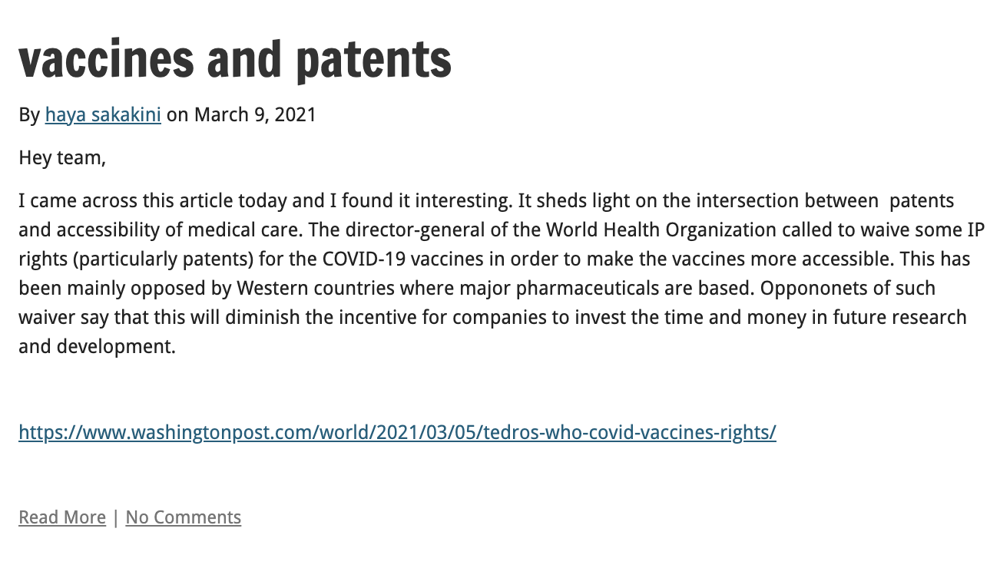 vaccines and patents
By haya sakakini on March 9, 2021
Hey team,
I came across this article today and I found it interesting. It sheds light on the intersection between  patents
and accessibility of medical care. The director-general of the World Health Organization called to waive some IP
rights (particularly patents) for the COVID-19 vaccines in order to make the vaccines more accessible. This has
been mainly opposed by Western countries where major pharmaceuticals are based. Oppononets of such
waiver say that this will diminish the incentive for companies to invest the time and money in future research
and development.
https://www.washingtonpost.com/world/2021/03/05/tedros-who-covid-vaccines-rights/
Read More | No Comments